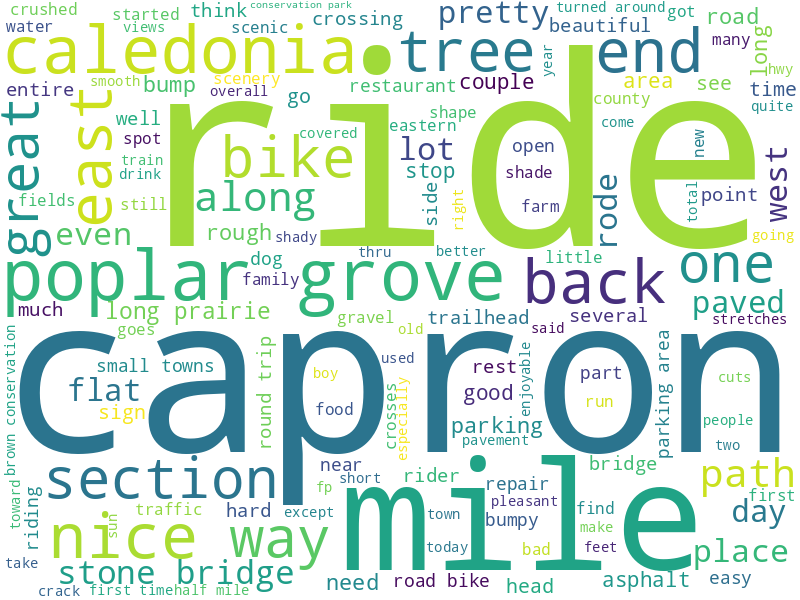 crushed started think conservation park crossing pretty turned around got road
water views scenic beautiful many long
caledonia tree end year hwy
entire smooth bump scenery restaurant couple area see time
overall go shape county quite
great east ride well covered eastern open come new west
spot bike lot
train drink along stop side shade rode point
fields still farm right total
even rough shady dog thru better little going
poplar grove family back one
much long prairie gravel trailhead several paved
goes old said stretches
capron
brown conservation small towns round trip used rest enjoyable part parking area cuts
flat boy good run
sign food crosses especially parking people
pavement two
section near rider repair bridge path
toward riding hard fp short mile pleasant find first
traffic except town bumpy make day
nice sun way today bad feet place
stone bridge need road bike head asphalt easy
take crack first time half mile